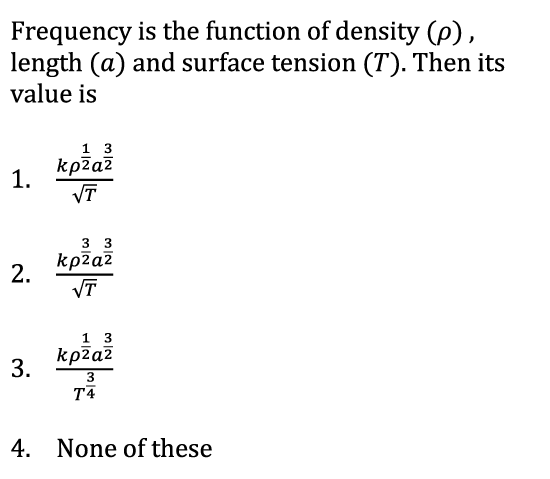 Frequency is the function of density (ρ) ,
length (a) and surface tension (T). Then its
value is
1. $\frac{k\rho^{\frac{1}{2}}a^{\frac{3}{2}}}{\sqrt{T}}$
2. $\frac{k\rho^{\frac{3}{2}}a^{\frac{3}{2}}}{\sqrt{T}}$
3. $\frac{k\rho^{\frac{1}{2}}a^{\frac{3}{2}}}{T^{\frac{3}{4}}}$
4. None of these